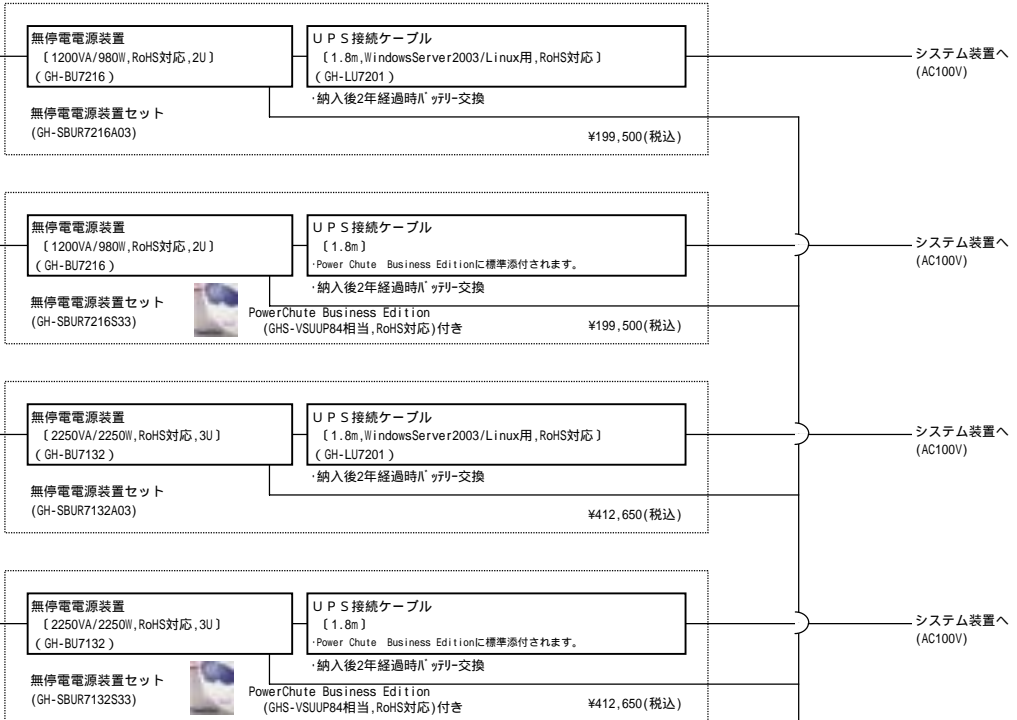 無停電電源装置
〔1200VA/980W,RoHS対応,2U〕
(GH-BU7216)
UPS接続ケーブル
〔1.8m,WindowsServer2003/Linux用,RoHS対応〕
(GH-LU7201)
・納入後2年経過時バッテリー交換
システム装置へ
(AC100V)
無停電電源装置セット
(GH-SBUR7216A03)
¥199,500(税込)
無停電電源装置
〔1200VA/980W,RoHS対応,2U〕
(GH-BU7216)
UPS接続ケーブル
〔1.8m〕
・Power Chute Business Editionに標準添付されます。
・納入後2年経過時バッテリー交換
システム装置へ
(AC100V)
無停電電源装置セット
(GH-SBUR7216S33)
PowerChute Business Edition
(GHS-VSUUP84相当,RoHS対応)付き
¥199,500(税込)
無停電電源装置
〔2250VA/2250W,RoHS対応,3U〕
(GH-BU7132)
UPS接続ケーブル
〔1.8m,WindowsServer2003/Linux用,RoHS対応〕
(GH-LU7201)
・納入後2年経過時バッテリー交換
システム装置へ
(AC100V)
無停電電源装置セット
(GH-SBUR7132A03)
¥412,650(税込)
無停電電源装置
〔2250VA/2250W,RoHS対応,3U〕
(GH-BU7132)
UPS接続ケーブル
〔1.8m〕
・Power Chute Business Editionに標準添付されます。
・納入後2年経過時バッテリー交換
システム装置へ
(AC100V)
無停電電源装置セット
(GH-SBUR7132S33)
PowerChute Business Edition
(GHS-VSUUP84相当,RoHS対応)付き
¥412,650(税込)